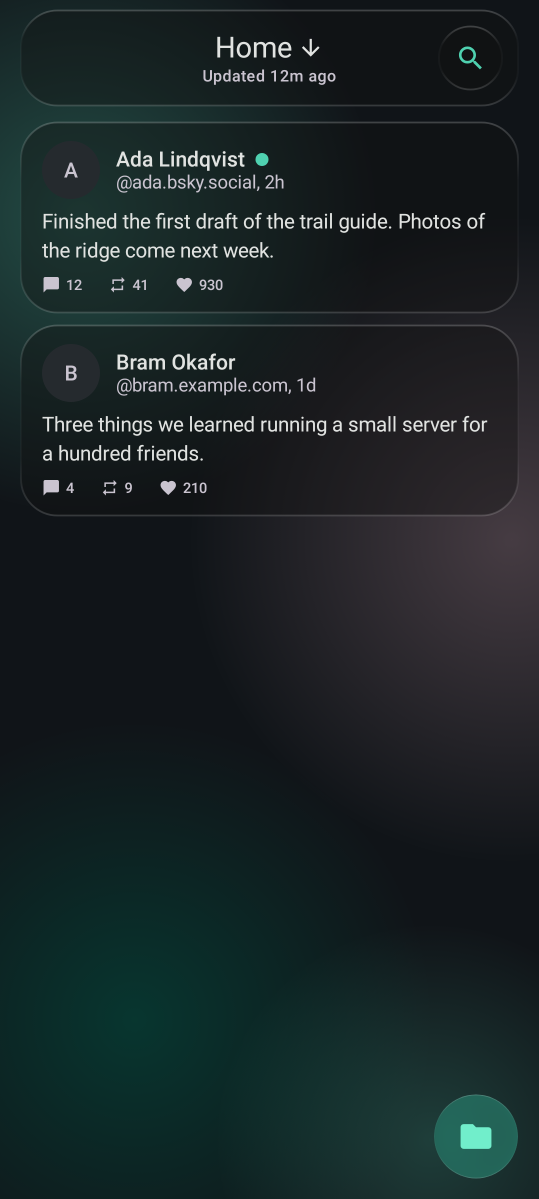 Home
Updated 12m ago
A
Ada Lindqvist
@ada.bsky.social, 2h
Finished the first draft of the trail guide. Photos of
the ridge come next week.
12 41 930
B
Bram Okafor
@bram.example.com, 1d
Three things we learned running a small server for
a hundred friends.
4 9 210